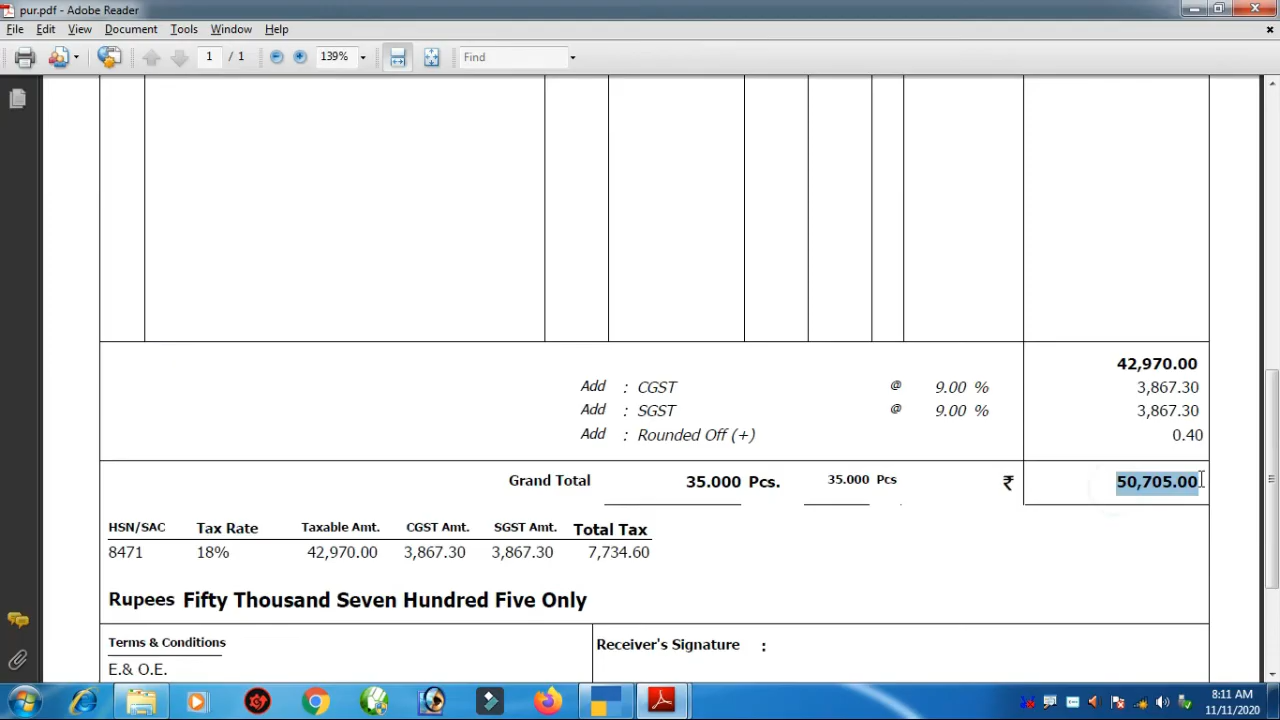 pur.pdf - Adobe Reader
File Edit View Document Tools Window Help
1 / 1 139% Find
42,970.00
Add : CGST @ 9.00 % 3,867.30
Add : SGST @ 9.00 % 3,867.30
Add : Rounded Off (+) 0.40
Grand Total 35.000 Pcs. 35.000 Pcs ₹ 50,705.00
HSN/SAC Tax Rate Taxable Amt. CGST Amt. SGST Amt. Total Tax
8471 18% 42,970.00 3,867.30 3,867.30 7,734.60
Rupees Fifty Thousand Seven Hundred Five Only
Terms & Conditions
Receiver's Signature :
E.& O.E.
8:11 AM
11/11/2020